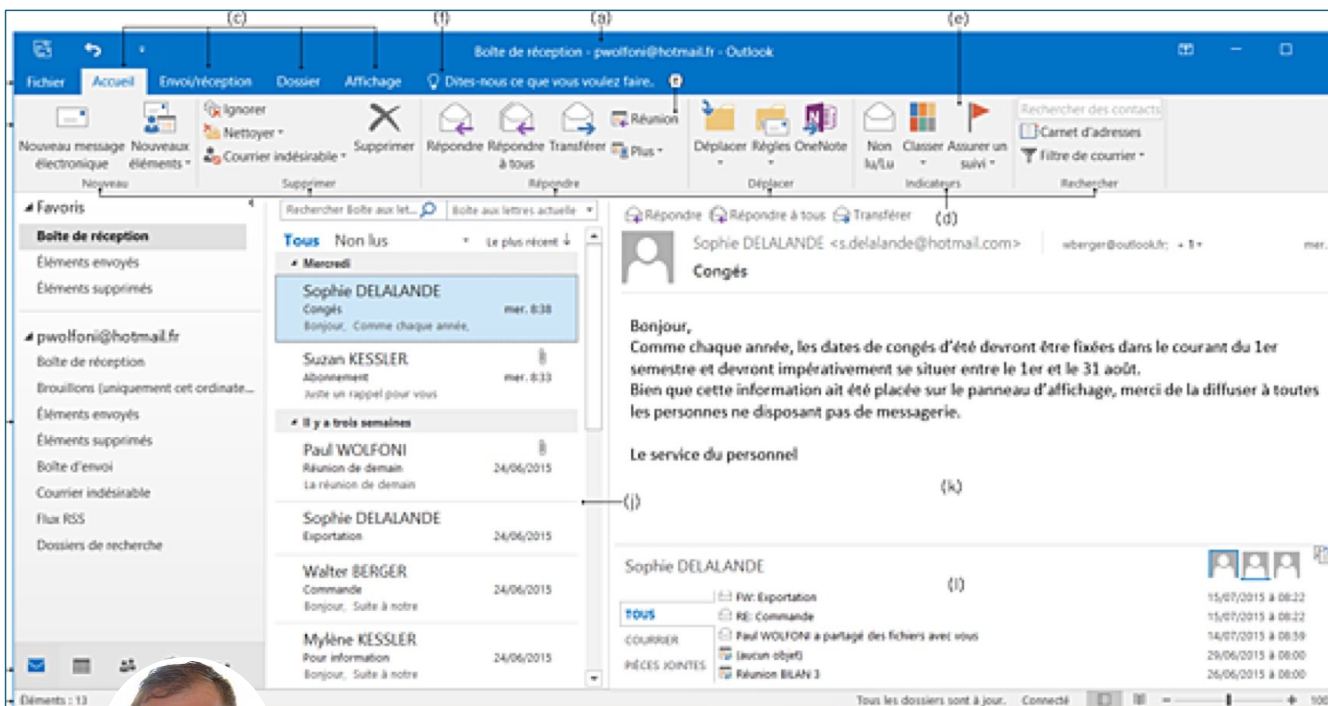 (c) (f) (a) (e)
Boîte de réception - pwolfoni@hotmail.fr - Outlook
Fichier Accueil Envoi/réception Dossier Affichage Dites-nous ce que vous voulez faire.
Nouveau message électronique
Nouveaux éléments
Ignorer
Nettoyer
Courrier indésirable
Supprimer
Répondre
Répondre à tous
Transférer
Réunion
Plus
Déplacer
Règles
OneNote
Non lu/Lu
Classer
Assurer un suivi
Rechercher des contacts
Carnet d'adresses
Filtre de courrier
Nouveau Supprimer Répondre Déplacer Indicateurs Rechercher
(d)
Favoris
Boîte de réception
Éléments envoyés
Éléments supprimés
pwolfoni@hotmail.fr
Boîte de réception
Brouillons (uniquement cet ordinate...
Éléments envoyés
Éléments supprimés
Boîte d'envoi
Courrier indésirable
Flux RSS
Dossiers de recherche
Rechercher Boîte aux let... Boîte aux lettres actuelle
Tous Non lus Le plus récent
Mercredi
Sophie DELALANDE
Congés mer. 8:38
Bonjour, Comme chaque année,
Suzan KESSLER
Abonnement mer. 8:33
Juste un rappel pour vous
Il y a trois semaines
Paul WOLFONI
Réunion de demain 24/06/2015
La réunion de demain
Sophie DELALANDE
Exportation 24/06/2015
Walter BERGER
Commande 24/06/2015
Bonjour, Suite à notre
Mylène KESSLER
Pour information 24/06/2015
Bonjour, Suite à notre
(j)
Répondre Répondre à tous Transférer
Sophie DELALANDE <s.delalande@hotmail.com> wberger@outlook.fr; + 1 mer.
Congés
Bonjour,
Comme chaque année, les dates de congés d'été devront être fixées dans le courant du 1er
semestre et devront impérativement se situer entre le 1er et le 31 août.
Bien que cette information ait été placée sur le panneau d'affichage, merci de la diffuser à toutes
les personnes ne disposant pas de messagerie.
Le service du personnel
(k)
Sophie DELALANDE
(l)
TOUS
COURRIER
PIÈCES JOINTES
FW: Exportation 15/07/2015 à 08:22
RE: Commande 15/07/2015 à 08:22
Paul WOLFONI a partagé des fichiers avec vous 14/07/2015 à 08:59
(aucun objet) 29/06/2015 à 08:00
Réunion BILAN 3 26/06/2015 à 08:00
Éléments : 13 Tous les dossiers sont à jour. Connecté 100